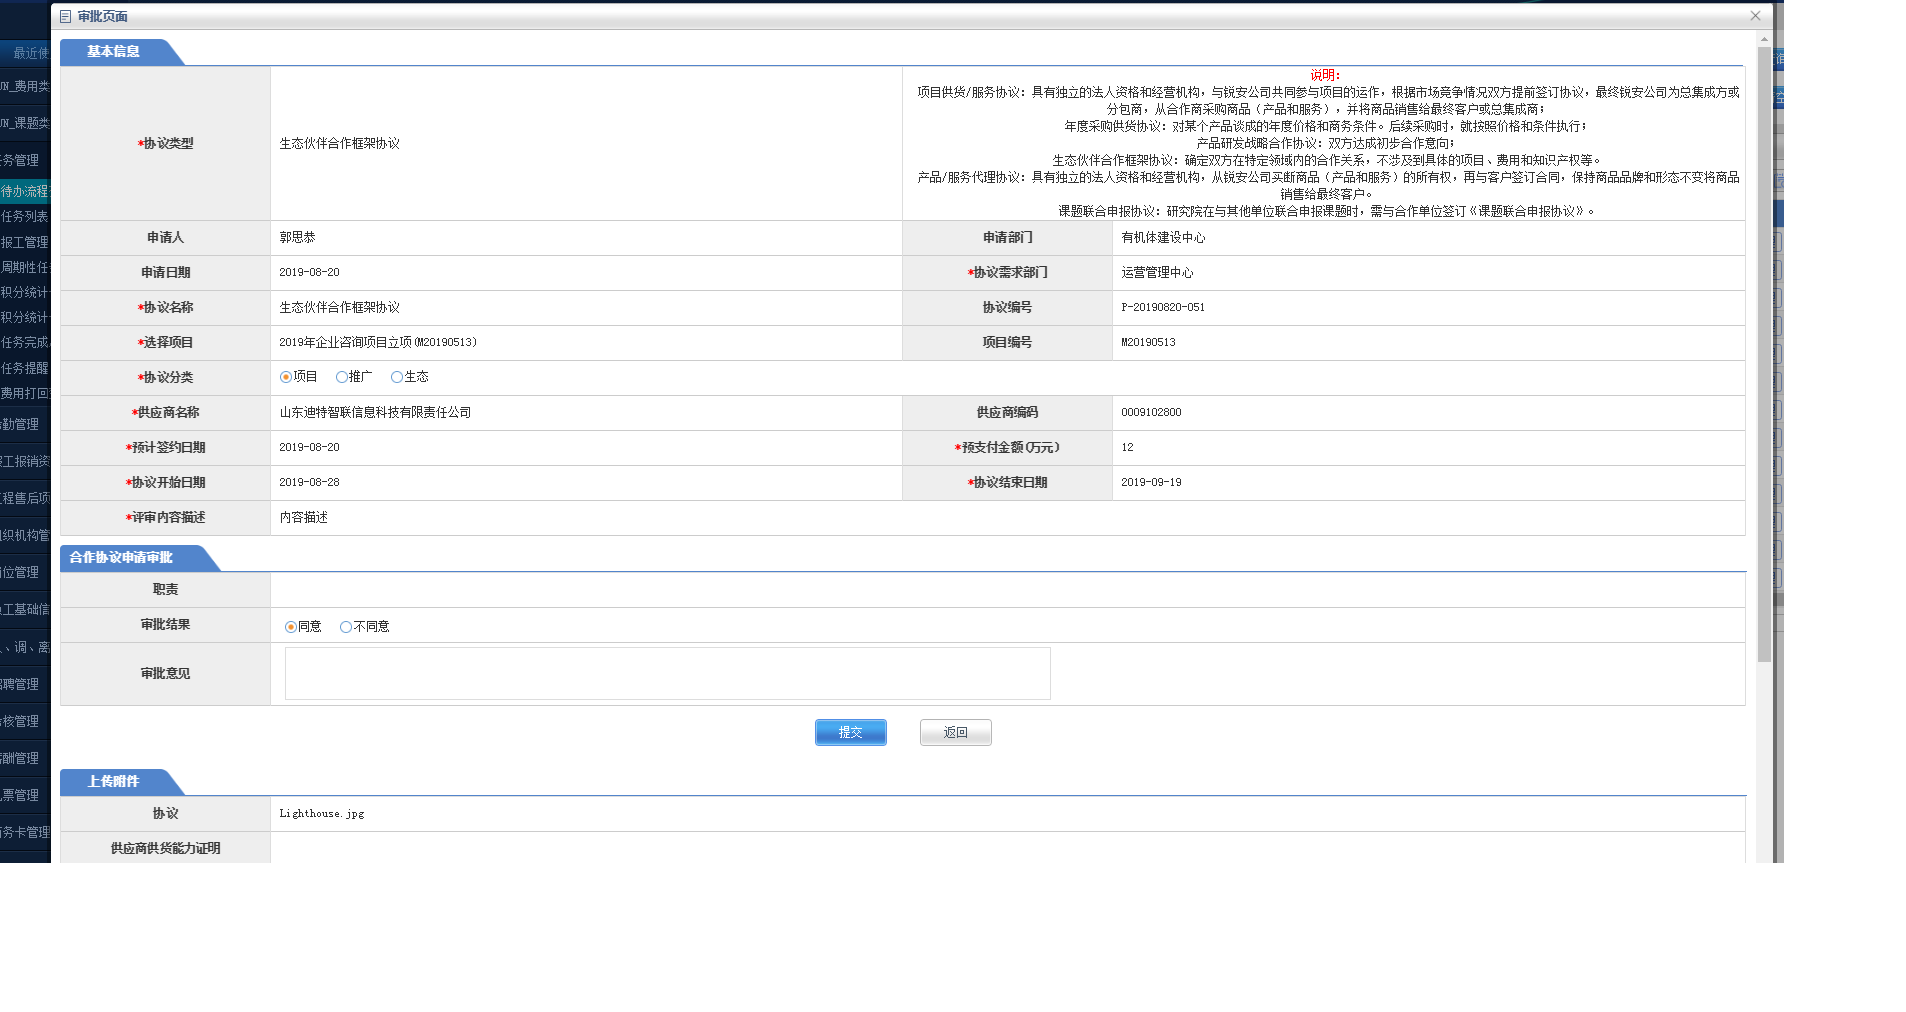 审批页面
最近使
UN_费用类
UN_课题类
任务管理
待办流程
任务列表
报工管理
周期性任
积分统计
积分统计
任务完成
任务提醒
费用打回
考勤管理
工报销资
工程售后项
组织机构管
岗位管理
员工基础信
、调、离
招聘管理
考核管理
薪酬管理
票管理
商务卡管理
基本信息
*协议类型
生态伙伴合作框架协议
说明：
项目供货/服务协议：具有独立的法人资格和经营机构，与锐安公司共同参与项目的运作，根据市场竞争情况双方提前签订协议，最终锐安公司为总集成方或
分包商，从合作商采购商品（产品和服务），并将商品销售给最终客户或总集成商；
年度采购供货协议：对某个产品谈成的年度价格和商务条件。后续采购时，就按照价格和条件执行；
产品研发战略合作协议：双方达成初步合作意向；
生态伙伴合作框架协议：确定双方在特定领域内的合作关系，不涉及到具体的项目、费用和知识产权等。
产品/服务代理协议：具有独立的法人资格和经营机构，从锐安公司买断商品（产品和服务）的所有权，再与客户签订合同，保持商品品牌和形态不变将商品
销售给最终客户。
课题联合申报协议：研究院在与其他单位联合申报课题时，需与合作单位签订《课题联合申报协议》。
申请人 郭思恭 申请部门 有机体建设中心
申请日期 2019-08-20 *协议需求部门 运营管理中心
*协议名称 生态伙伴合作框架协议 协议编号 P-20190820-051
*选择项目 2019年企业咨询项目立项(M20190513) 项目编号 M20190513
*协议分类 项目 推广 生态
*供应商名称 山东迪特智联信息科技有限责任公司 供应商编码 0009102800
*预计签约日期 2019-08-20 *预支付金额(万元) 12
*协议开始日期 2019-08-28 *协议结束日期 2019-09-19
*评审内容描述 内容描述
合作协议申请审批
职责
审批结果 同意 不同意
审批意见
提交 返回
上传附件
协议 Lighthouse.jpg
供应商供货能力证明